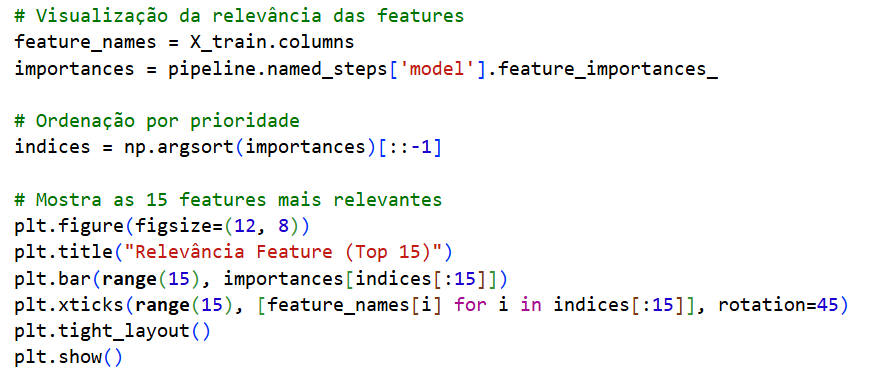 # Visualização da relevância das features
feature_names = X_train.columns
importances = pipeline.named_steps['model'].feature_importances_
# Ordenação por prioridade
indices = np.argsort(importances)[::-1]
# Mostra as 15 features mais relevantes
plt.figure(figsize=(12, 8))
plt.title("Relevância Feature (Top 15)")
plt.bar(range(15), importances[indices[:15]])
plt.xticks(range(15), [feature_names[i] for i in indices[:15]], rotation=45)
plt.tight_layout()
plt.show()